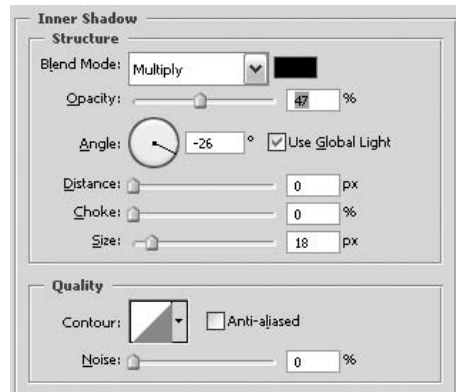 Inner Shadow
Structure
Blend Mode: Multiply
Opacity: 47 %
Angle: -26 ° Use Global Light
Distance: 0 px
Choke: 0 %
Size: 18 px
Quality
Contour: Anti-aliased
Noise: 0 %